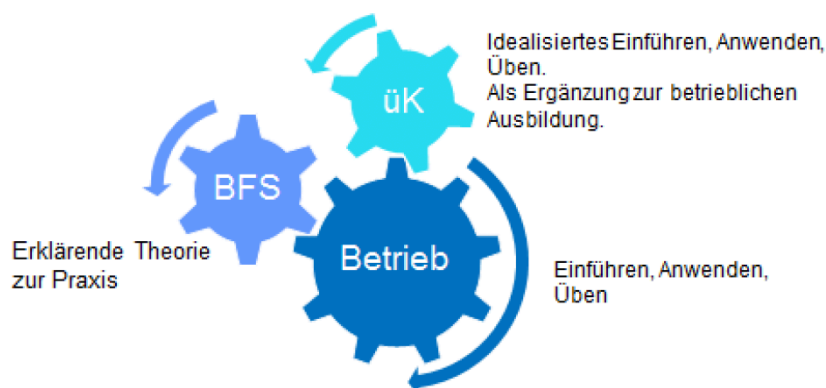 Idealisiertes Einführen, Anwenden,
Üben.
Als Ergänzung zur betrieblichen
Ausbildung.
üK
BFS
Betrieb
Erklärende Theorie
zur Praxis
Einführen, Anwenden,
Üben